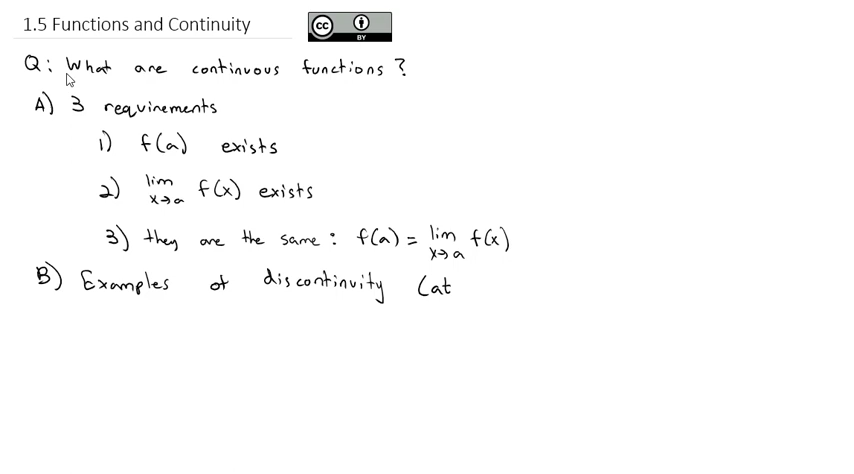 1.5 Functions and Continuity
cc BY
Q: What are continuous functions?
A) 3 requirements
1) f(a) exists
2) lim x→a f(x) exists
3) they are the same: f(a) = lim x→a f(x)
B) Examples of discontinuity (at